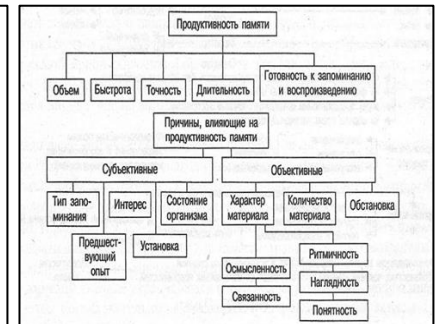 Продуктивность памяти
Объем
Быстрота
Точность
Длительность
Готовность к запоминанию
и воспроизведению
Причины, влияющие на
продуктивность памяти
Субъективные
Объективные
Тип запо-
минания
Интерес
Состояние
организма
Характер
материала
Количество
материала
Обстановка
Предшест-
вующий
опыт
Установка
Осмысленность
Связанность
Ритмичность
Наглядность
Понятность